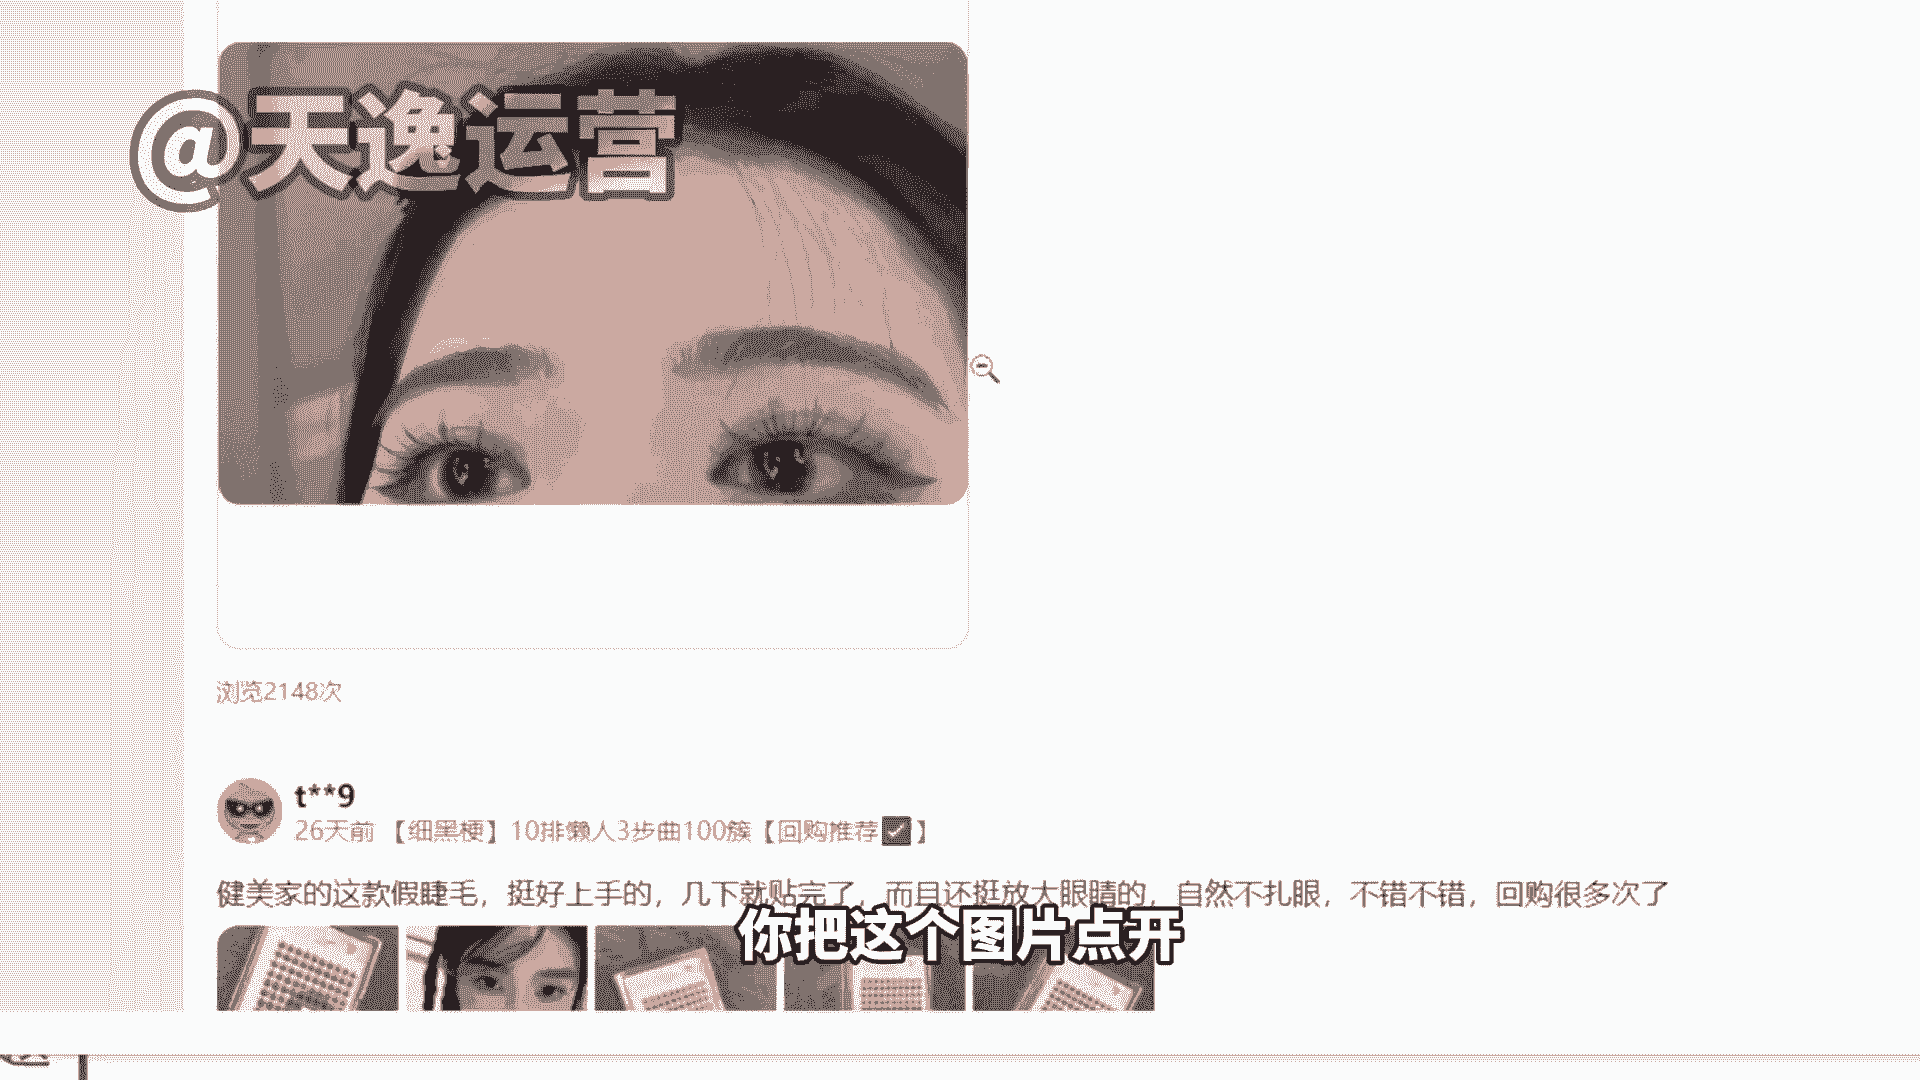 @天逸运营
浏览2148次
t**9
26天前 【细黑梗】10排懒人3步曲100簇【回购推荐✅】
健美家的这款假睫毛，挺好上手的，几下就贴完了，而且还挺放大眼睛的，自然不扎眼，不错不错，回购很多次了
你把这个图片点开